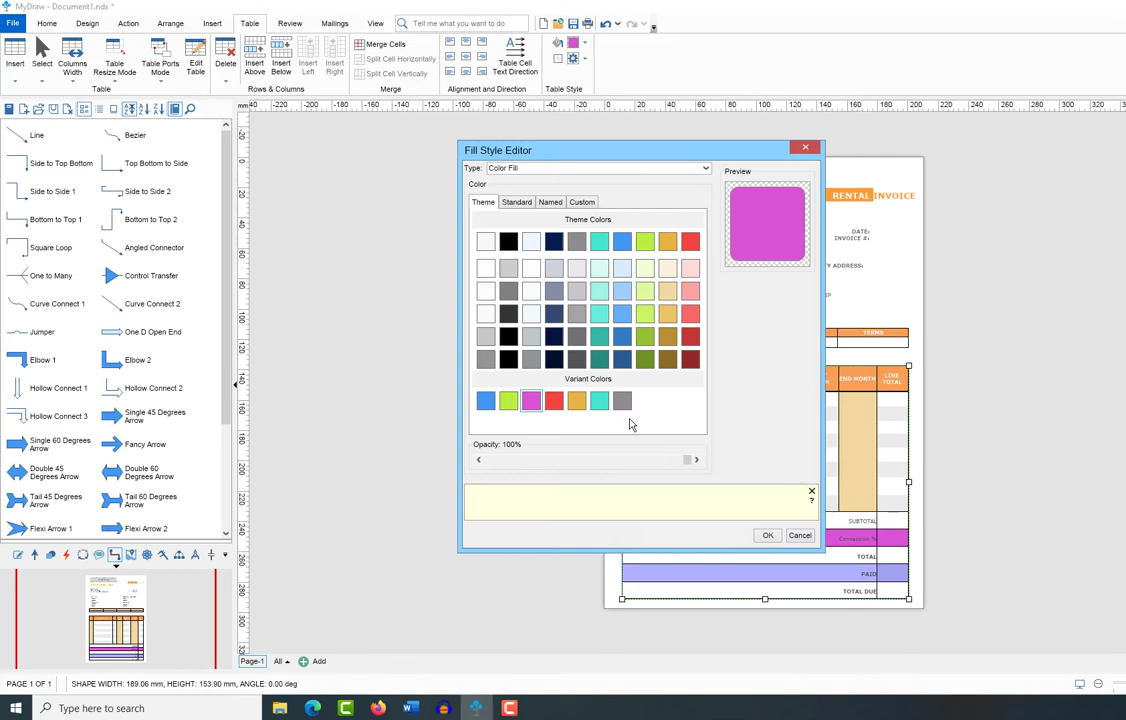 MyDraw - Document1.ndx *
File Home Design Action Arrange Insert Table Review Mailings View Tell me what you want to do
Insert Select Columns Width Table Resize Mode Table Ports Mode Edit Table
Delete Insert Above Insert Below Insert Left Insert Right
Merge Cells
Split Cell Horizontally
Split Cell Vertically
Table Cell Text Direction
Table Rows & Columns Merge Alignment and Direction Table Style
mm
Line Bezier
Side to Top Bottom Top Bottom to Side
Side to Side 1 Side to Side 2
Bottom to Top 1 Bottom to Top 2
Square Loop Angled Connector
One to Many Control Transfer
Curve Connect 1 Curve Connect 2
Jumper One D Open End
Elbow 1 Elbow 2
Hollow Connect 1 Hollow Connect 2
Hollow Connect 3 Single 45 Degrees Arrow
Single 60 Degrees Arrow Fancy Arrow
Double 45 Degrees Arrow Double 60 Degrees Arrow
Tail 45 Degrees Arrow Tail 60 Degrees Arrow
Flexi Arrow 1 Flexi Arrow 2
Fill Style Editor
Type: Color Fill
Color
Theme Standard Named Custom
Theme Colors
Variant Colors
Opacity: 100%
Preview
?
OK Cancel
RENTAL INVOICE
DATE:
INVOICE #:
ADDRESS:
TERMS
END MONTH LINE TOTAL
SUBTOTAL
Concession %
TOTAL
PAID
TOTAL DUE
Page-1 All Add
PAGE 1 OF 1 SHAPE WIDTH: 189.06 mm, HEIGHT: 153.90 mm, ANGLE: 0.00 deg
Type here to search